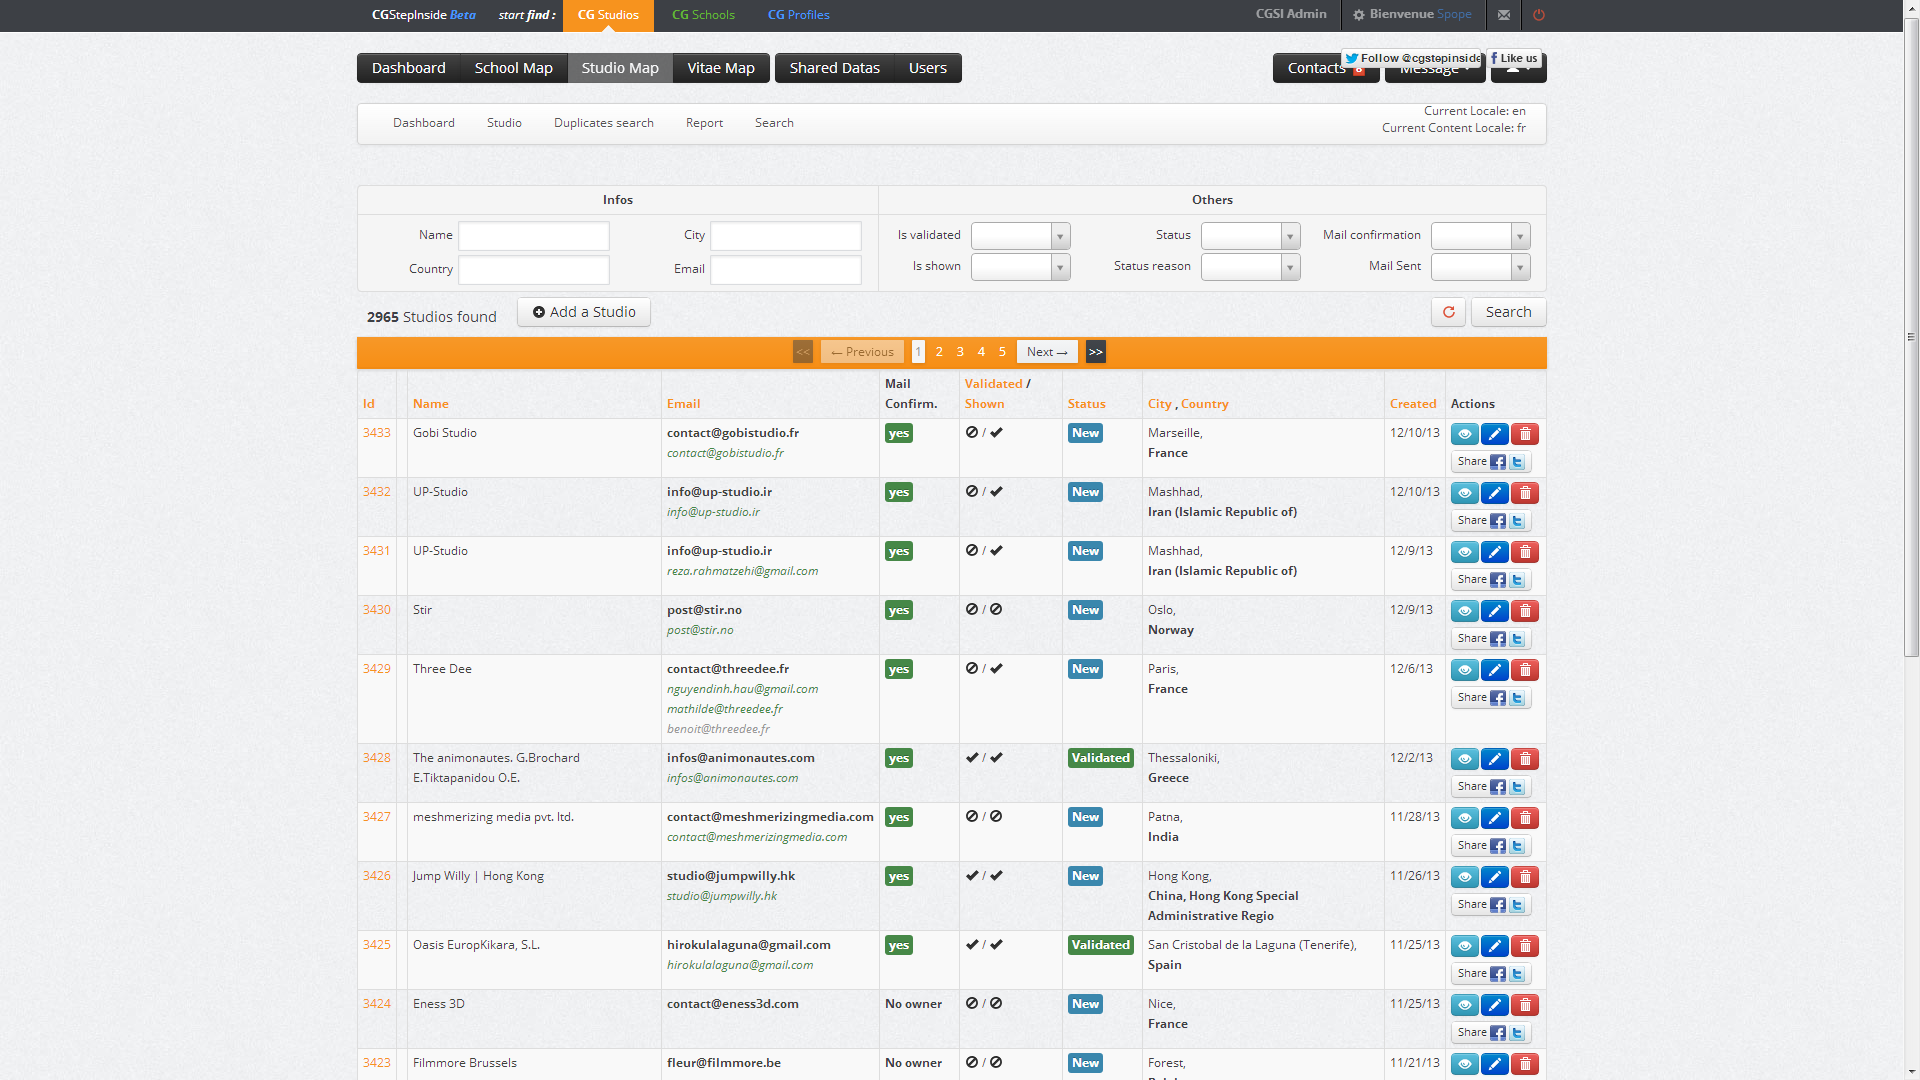 CGStepInside Beta start find : CG Studios CG Schools CG Profiles CGSI Admin Bienvenue Spope
Dashboard School Map Studio Map Vitae Map Shared Datas Users Contacts Message
Follow @cgstepinside Like us
Dashboard Studio Duplicates search Report Search
Current Locale: en
Current Content Locale: fr
Infos Others
Name City Is validated Status Mail confirmation
Country Email Is shown Status reason Mail Sent
2965 Studios found Add a Studio Search
<< ← Previous 1 2 3 4 5 Next → >>
Id Name Email Mail Confirm. Validated / Shown Status City , Country Created Actions
3433 Gobi Studio contact@gobistudio.fr yes / New Marseille, 12/10/13
contact@gobistudio.fr France Share
3432 UP-Studio info@up-studio.ir yes / New Mashhad, 12/10/13
info@up-studio.ir Iran (Islamic Republic of) Share
3431 UP-Studio info@up-studio.ir yes / New Mashhad, 12/9/13
reza.rahmatzehi@gmail.com Iran (Islamic Republic of) Share
3430 Stir post@stir.no yes / New Oslo, 12/9/13
post@stir.no Norway Share
3429 Three Dee contact@threedee.fr yes / New Paris, 12/6/13
nguyendinh.hau@gmail.com France Share
mathilde@threedee.fr
benoit@threedee.fr
3428 The animonautes. G.Brochard infos@animonautes.com yes / Validated Thessaloniki, 12/2/13
E.Tiktapanidou O.E. infos@animonautes.com Greece Share
3427 meshmerizing media pvt. ltd. contact@meshmerizingmedia.com yes / New Patna, 11/28/13
contact@meshmerizingmedia.com India Share
3426 Jump Willy | Hong Kong studio@jumpwilly.hk yes / New Hong Kong, 11/26/13
studio@jumpwilly.hk China, Hong Kong Special Share
Administrative Regio
3425 Oasis EuropKikara, S.L. hirokulalaguna@gmail.com yes / Validated San Cristobal de la Laguna (Tenerife), 11/25/13
hirokulalaguna@gmail.com Spain Share
3424 Eness 3D contact@eness3d.com No owner / New Nice, 11/25/13
France Share
3423 Filmmore Brussels fleur@filmmore.be No owner / New Forest, 11/21/13